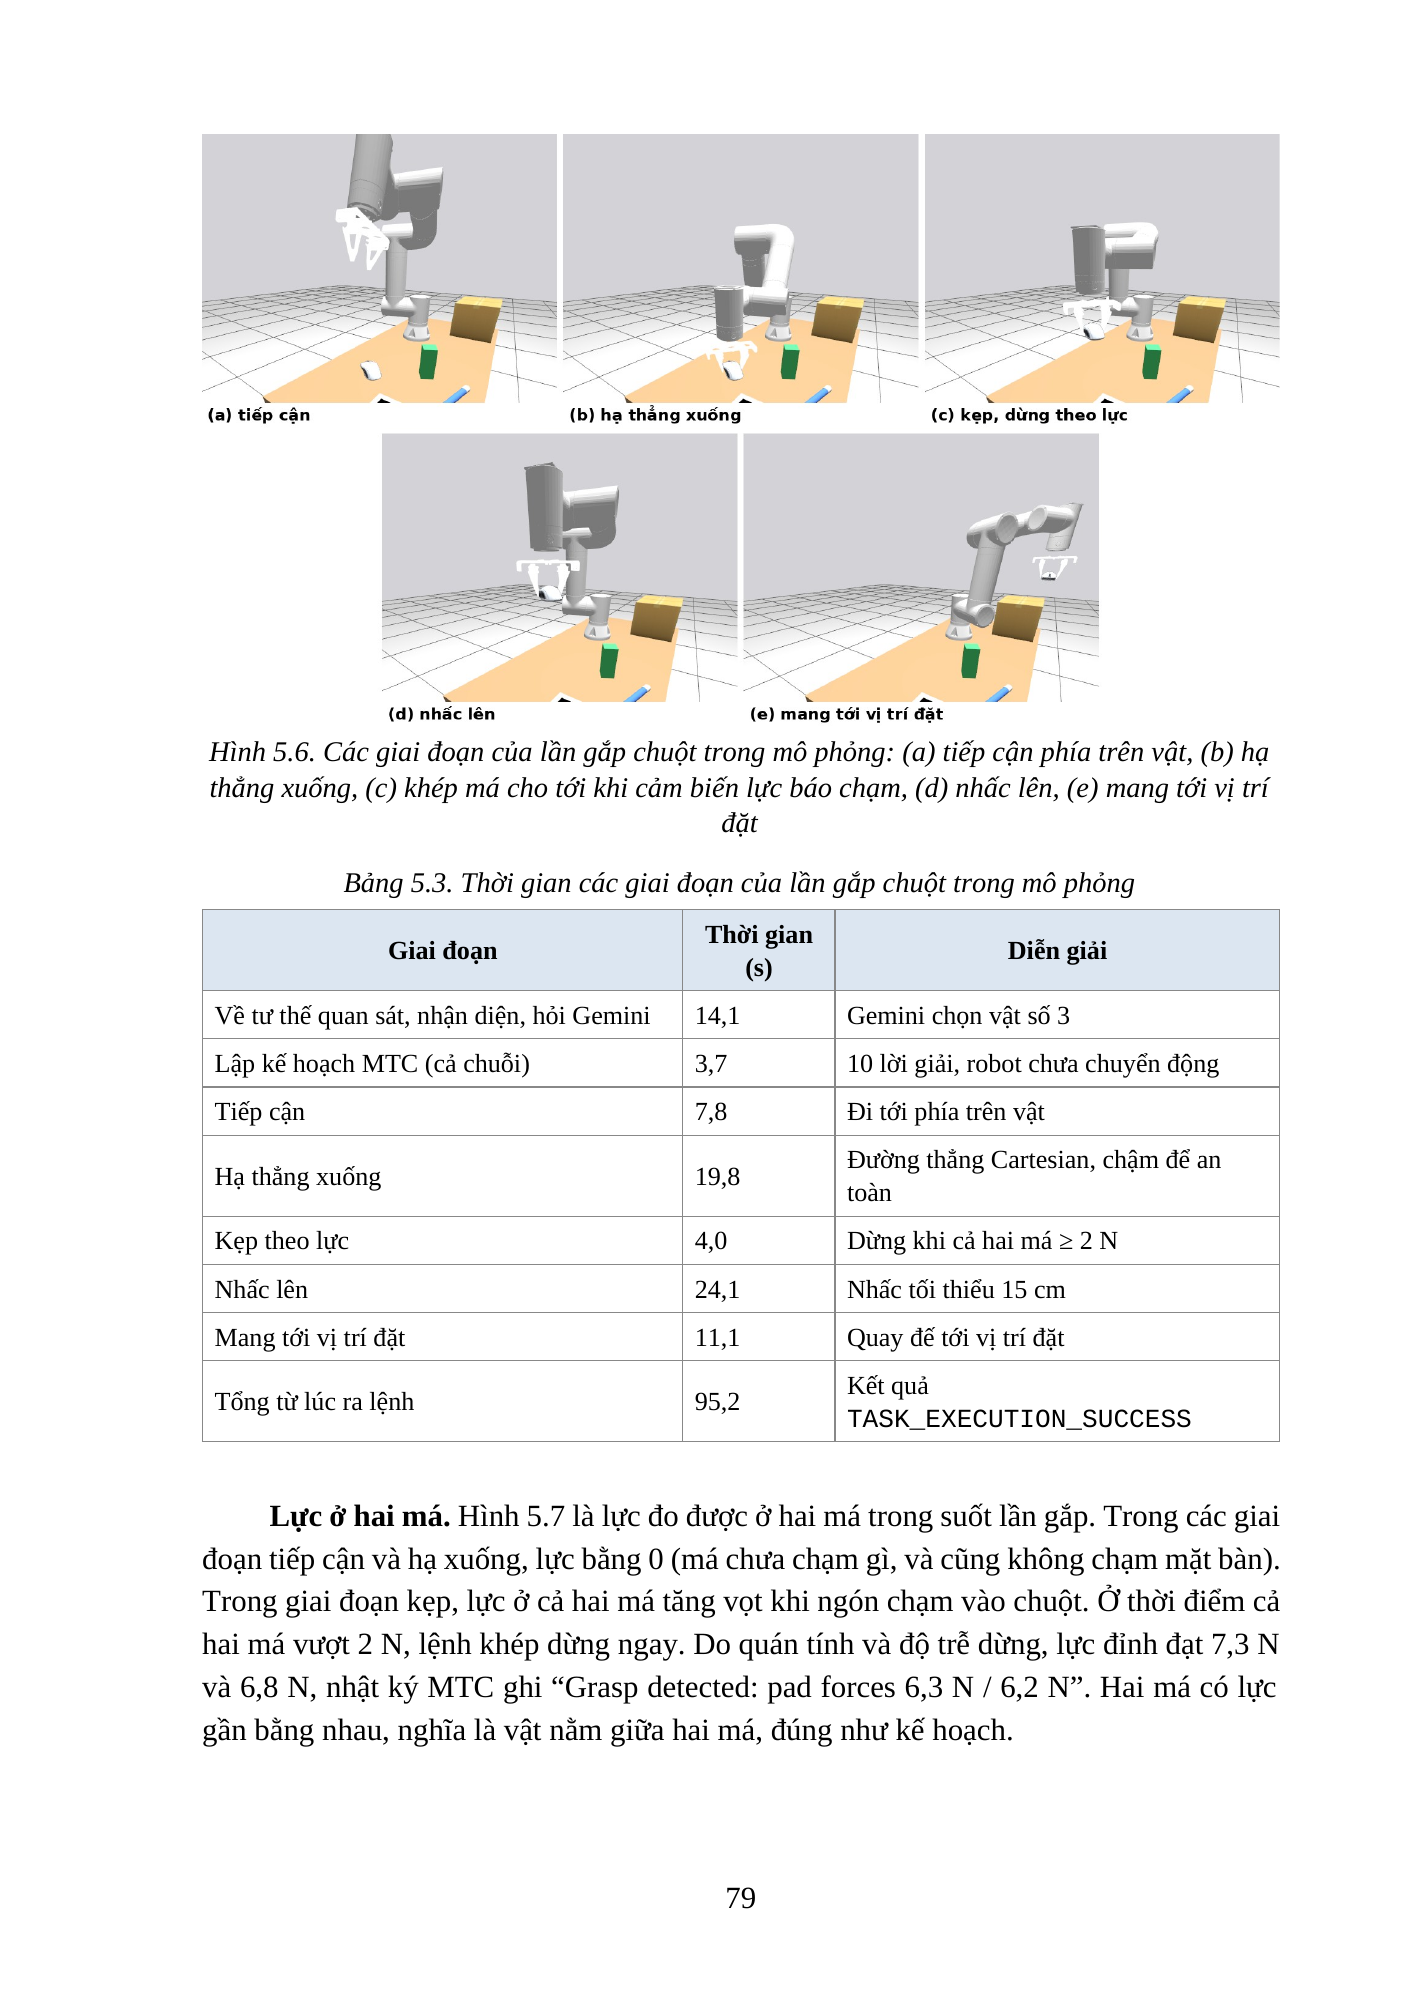 (a) tiếp cận
(b) hạ thẳng xuống
(c) kẹp, dừng theo lực
(d) nhấc lên
(e) mang tới vị trí đặt
Hình 5.6. Các giai đoạn của lần gắp chuột trong mô phỏng: (a) tiếp cận phía trên vật, (b) hạ
thẳng xuống, (c) khép má cho tới khi cảm biến lực báo chạm, (d) nhấc lên, (e) mang tới vị trí
đặt
Bảng 5.3. Thời gian các giai đoạn của lần gắp chuột trong mô phỏng
Giai đoạn
Thời gian
(s)
Diễn giải
Về tư thế quan sát, nhận diện, hỏi Gemini
14,1
Gemini chọn vật số 3
Lập kế hoạch MTC (cả chuỗi)
3,7
10 lời giải, robot chưa chuyển động
Tiếp cận
7,8
Đi tới phía trên vật
Hạ thẳng xuống
19,8
Đường thẳng Cartesian, chậm để an
toàn
Kẹp theo lực
4,0
Dừng khi cả hai má ≥ 2 N
Nhấc lên
24,1
Nhấc tối thiểu 15 cm
Mang tới vị trí đặt
11,1
Quay đế tới vị trí đặt
Tổng từ lúc ra lệnh
95,2
Kết quả
TASK_EXECUTION_SUCCESS
Lực ở hai má. Hình 5.7 là lực đo được ở hai má trong suốt lần gắp. Trong các giai
đoạn tiếp cận và hạ xuống, lực bằng 0 (má chưa chạm gì, và cũng không chạm mặt bàn).
Trong giai đoạn kẹp, lực ở cả hai má tăng vọt khi ngón chạm vào chuột. Ở thời điểm cả
hai má vượt 2 N, lệnh khép dừng ngay. Do quán tính và độ trễ dừng, lực đỉnh đạt 7,3 N
và 6,8 N, nhật ký MTC ghi “Grasp detected: pad forces 6,3 N / 6,2 N”. Hai má có lực
gần bằng nhau, nghĩa là vật nằm giữa hai má, đúng như kế hoạch.
79